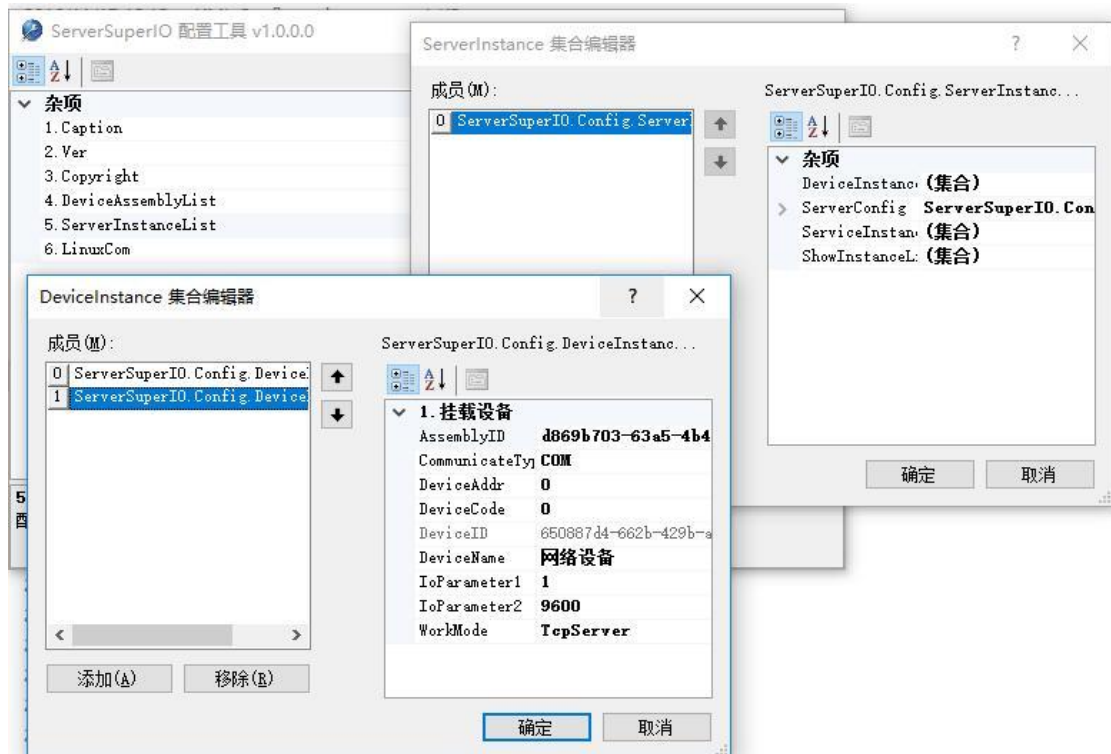 ServerSuperIO 配置工具 v1.0.0.0
杂项
1.Caption
2.Ver
3.Copyright
4.DeviceAssemblyList
5.ServerInstanceList
6.LinuxCom
5
ServerInstance 集合编辑器
?
成员(M):
0 ServerSuperIO.Config.Server
ServerSuperIO.Config.ServerInstanc...
杂项
DeviceInstanc (集合)
ServerConfig ServerSuperIO.Con
ServiceInstan (集合)
ShowInstanceL (集合)
确定 取消
DeviceInstance 集合编辑器
?
成员(M):
0 ServerSuperIO.Config.Device
1 ServerSuperIO.Config.Device
添加(A) 移除(R)
ServerSuperIO.Config.DeviceInstanc...
1.挂载设备
AssemblyID d869b703-63a5-4b4
CommunicateTy COM
DeviceAddr 0
DeviceCode 0
DeviceID 650887d4-662b-429b-a
DeviceName 网络设备
IoParameter1 1
IoParameter2 9600
WorkMode TcpServer
确定 取消